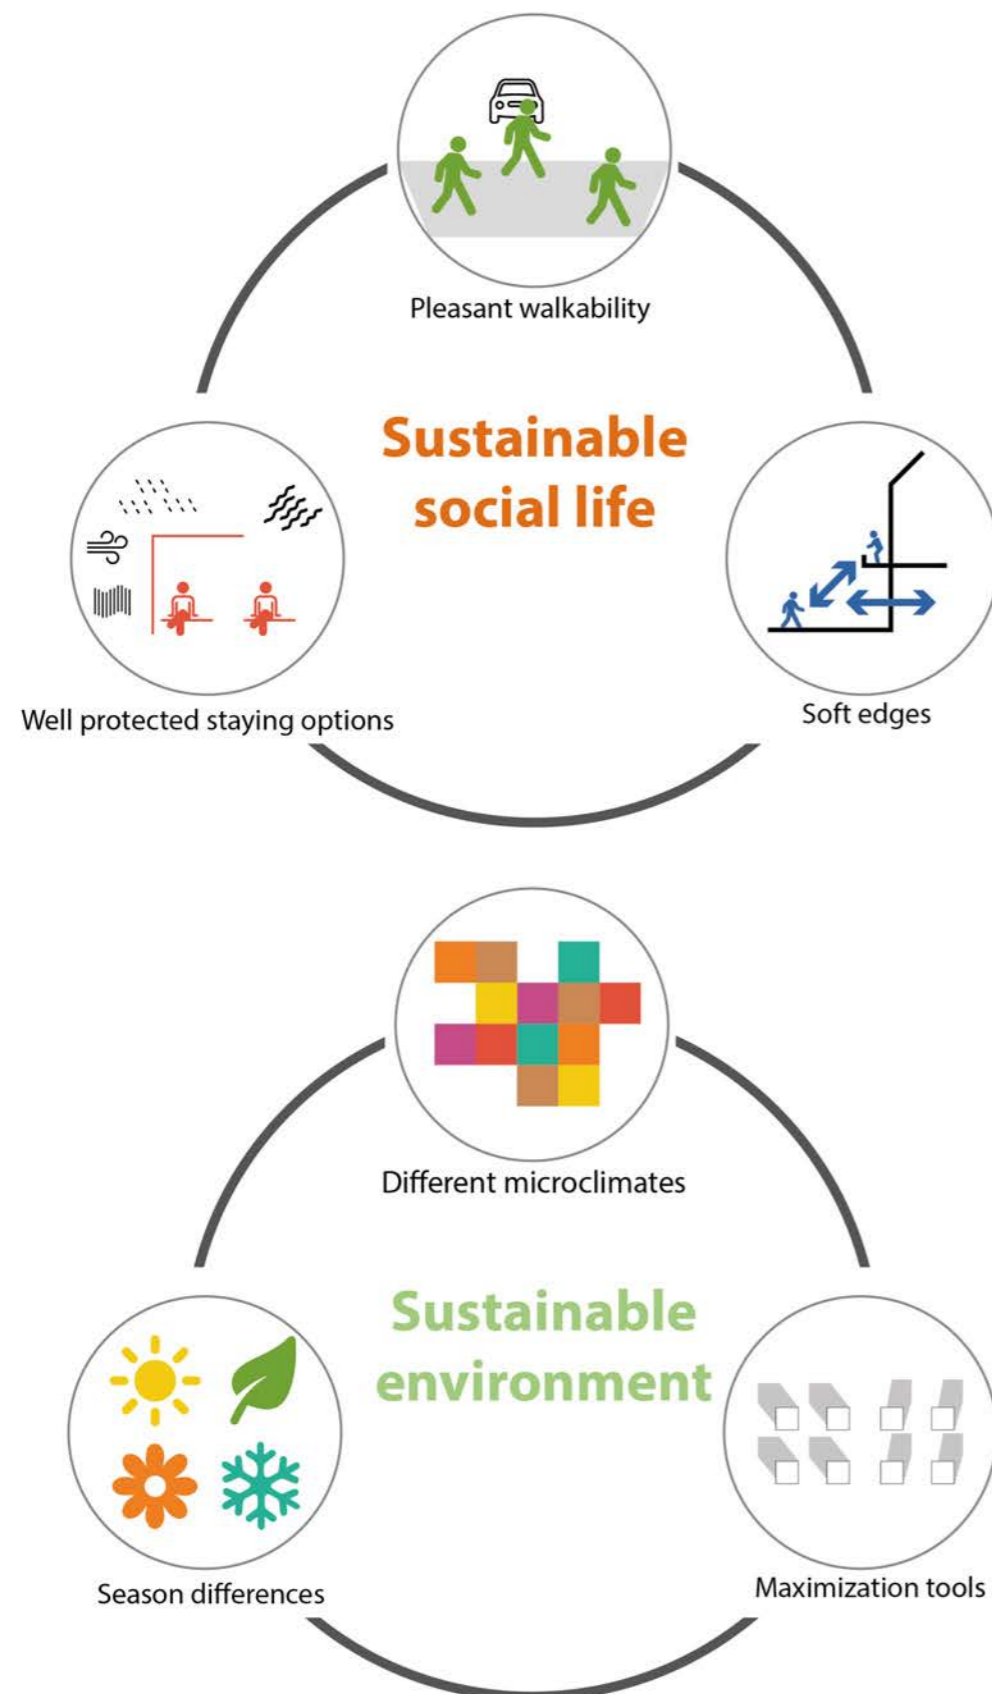 Pleasant walkability
Sustainable
social life
Well protected staying options
Soft edges
Different microclimates
Sustainable
environment
Season differences
Maximization tools